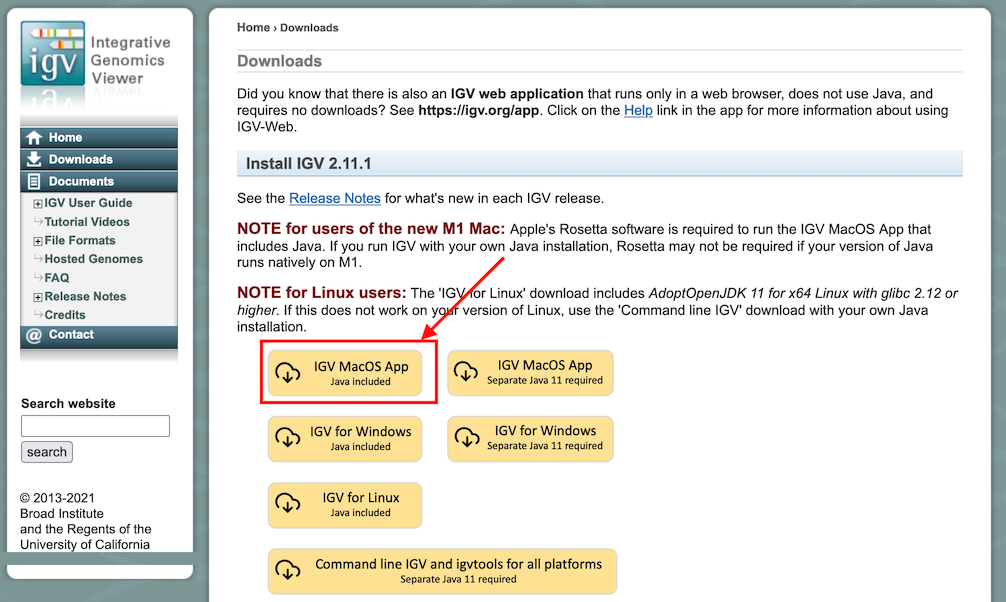 igv
Integrative
Genomics
Viewer
Home
Downloads
Documents
IGV User Guide
Tutorial Videos
File Formats
Hosted Genomes
FAQ
Release Notes
Credits
@ Contact
Search website
search
© 2013-2021
Broad Institute
and the Regents of the
University of California
Home › Downloads
Downloads
Did you know that there is also an IGV web application that runs only in a web browser, does not use Java, and
requires no downloads? See https://igv.org/app. Click on the Help link in the app for more information about using
IGV-Web.
Install IGV 2.11.1
See the Release Notes for what's new in each IGV release.
NOTE for users of the new M1 Mac: Apple's Rosetta software is required to run the IGV MacOS App that
includes Java. If you run IGV with your own Java installation, Rosetta may not be required if your version of Java
runs natively on M1.
NOTE for Linux users: The 'IGV for Linux' download includes AdoptOpenJDK 11 for x64 Linux with glibc 2.12 or
higher. If this does not work on your version of Linux, use the 'Command line IGV' download with your own Java
installation.
IGV MacOS App
Java included
IGV MacOS App
Separate Java 11 required
IGV for Windows
Java included
IGV for Windows
Separate Java 11 required
IGV for Linux
Java included
Command line IGV and igvtools for all platforms
Separate Java 11 required